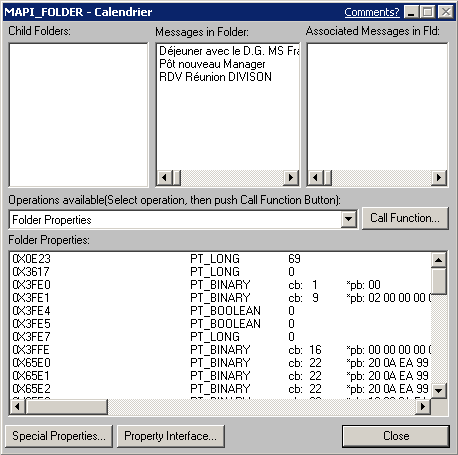 MAPI_FOLDER - Calendrier Comments?
Child Folders: Messages in Folder: Associated Messages in Fld:
Déjeuner avec le D.G. MS Fra
Pôt nouveau Manager
RDV Réunion DIVISON
Operations available(Select operation, then push Call Function Button):
Folder Properties Call Function...
Folder Properties:
0X0E23 PT_LONG 69
0X3617 PT_LONG 0
0X3FE0 PT_BINARY cb: 1 *pb: 00
0X3FE1 PT_BINARY cb: 9 *pb: 02 00 00 00 0
0X3FE4 PT_BOOLEAN 0
0X3FE5 PT_BOOLEAN 0
0X3FE7 PT_LONG 0
0X3FFE PT_BINARY cb: 16 *pb: 00 00 00 00 0
0X65E0 PT_BINARY cb: 22 *pb: 20 0A EA 99
0X65E1 PT_BINARY cb: 22 *pb: 20 0A EA 99
0X65E2 PT_BINARY cb: 22 *pb: 20 0A EA 99
Special Properties... Property Interface... Close